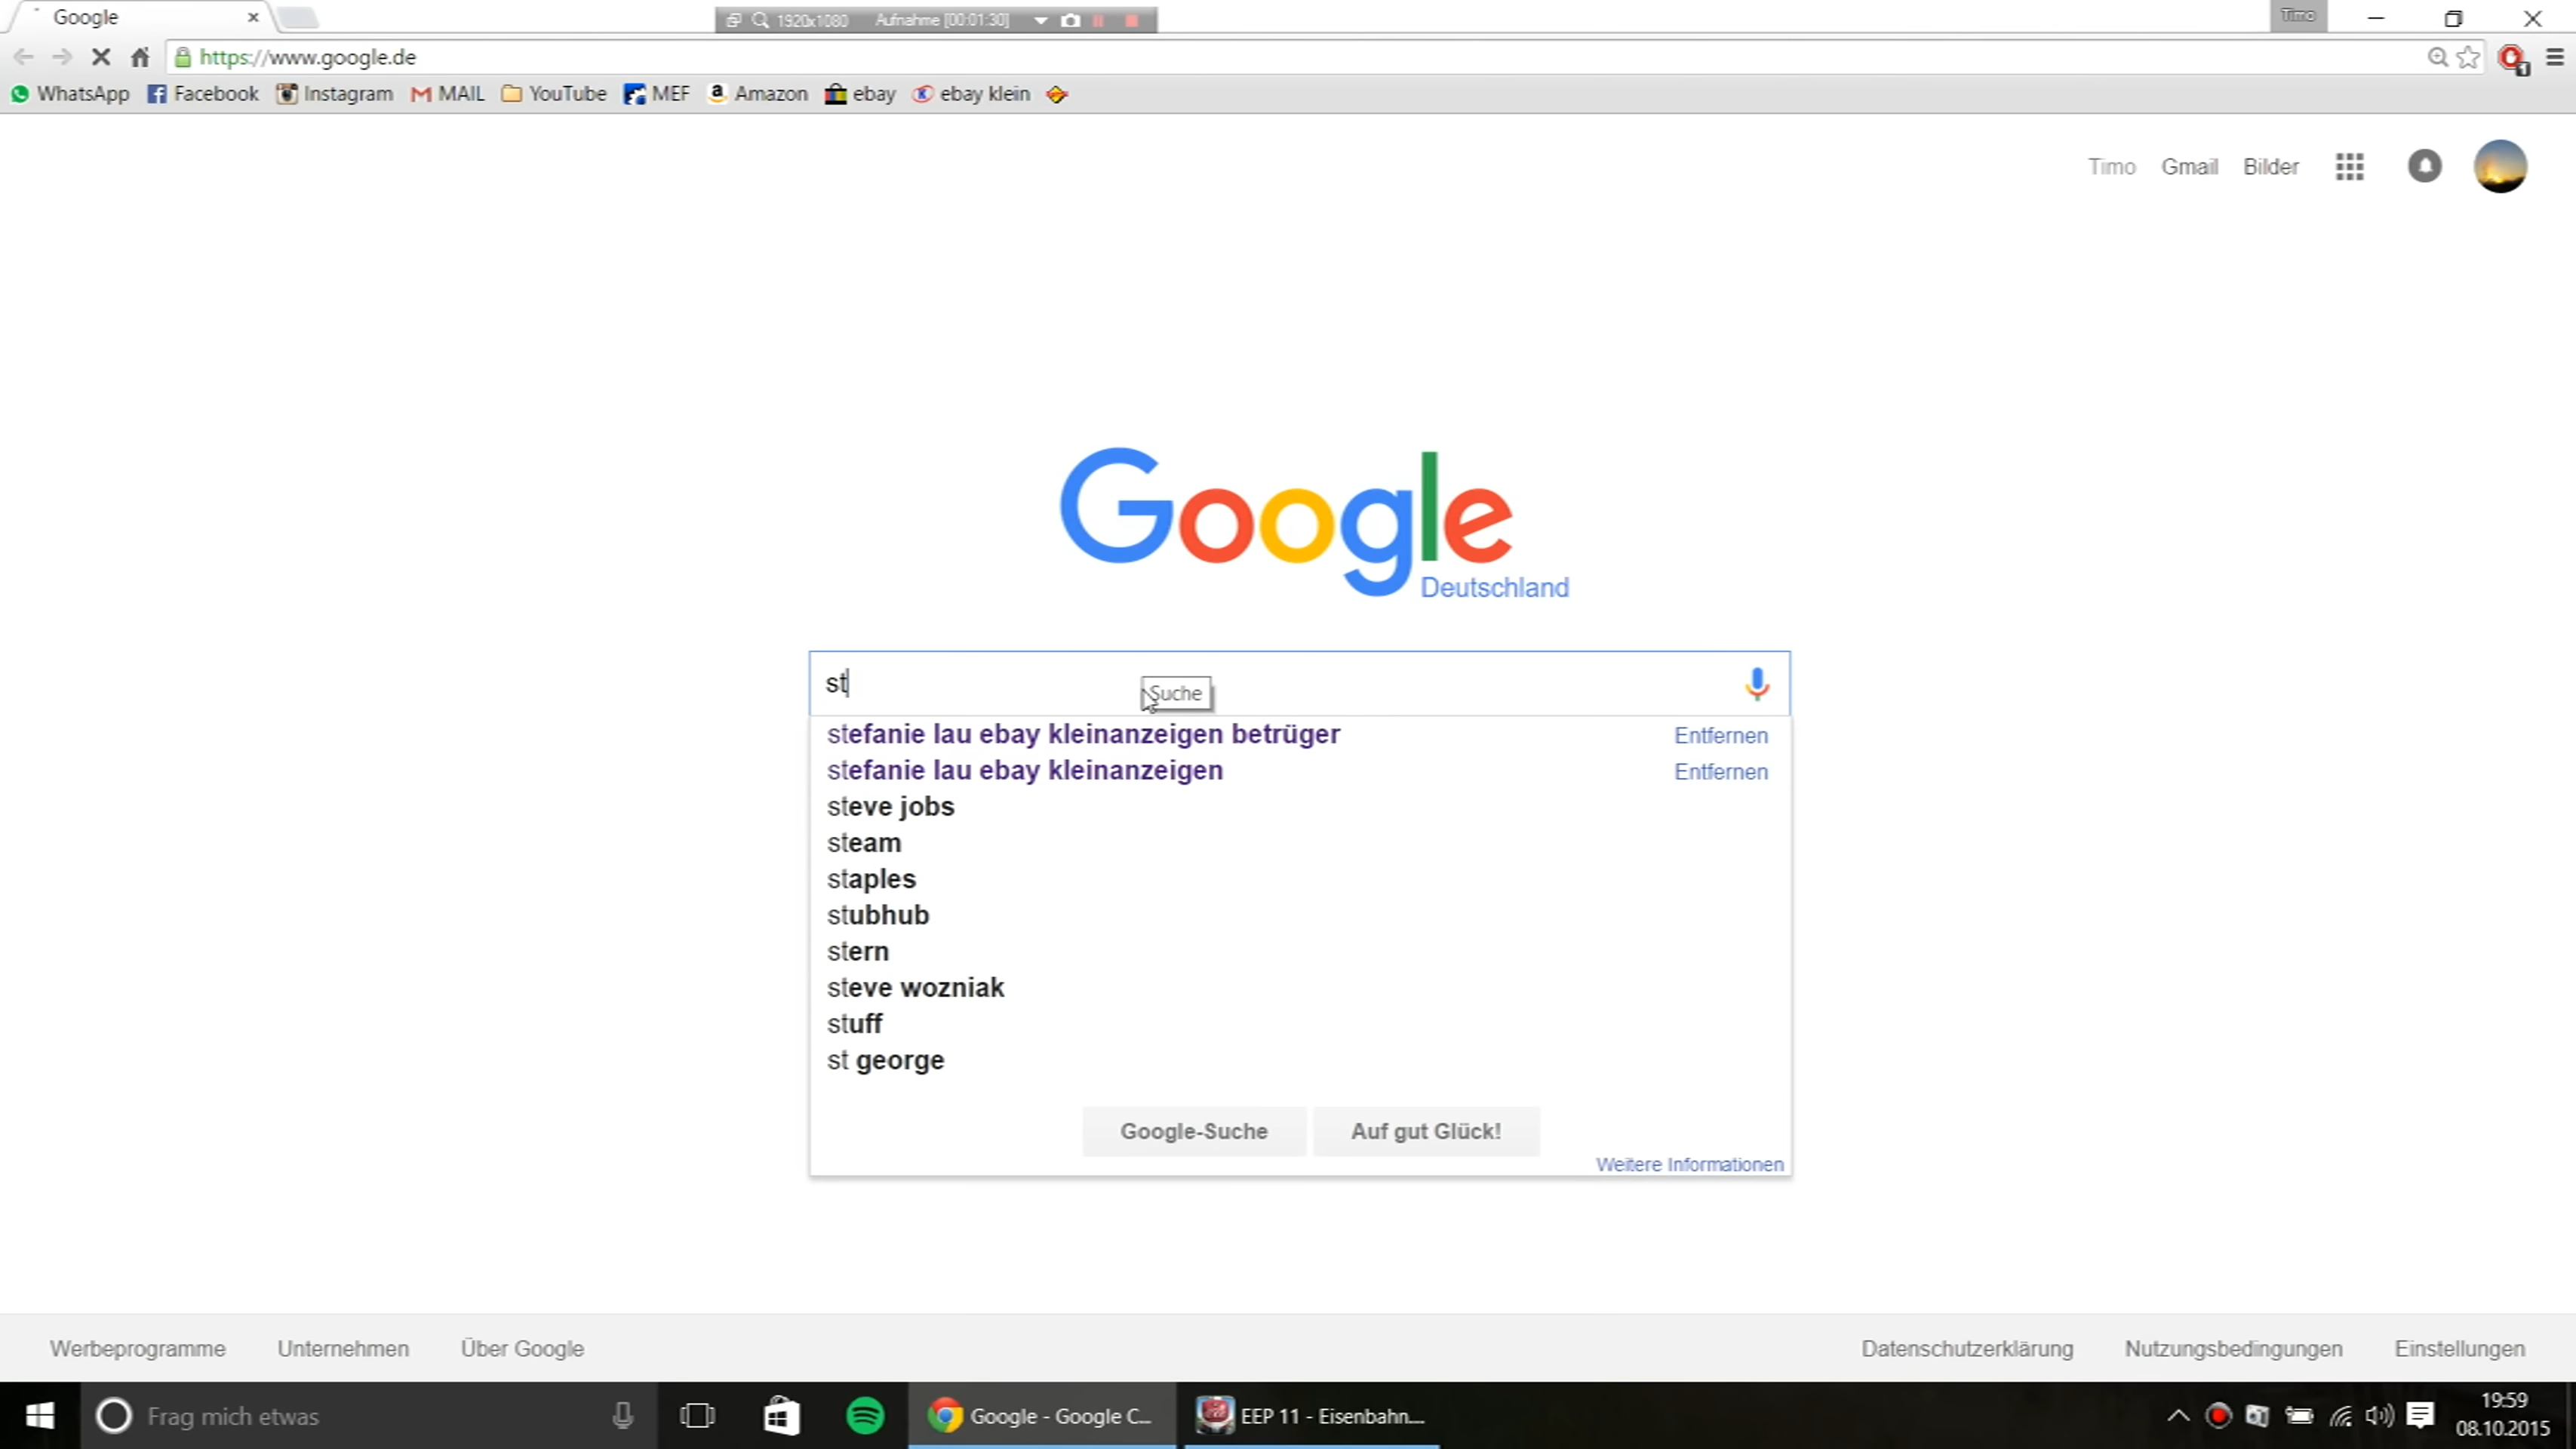 Google
1920x1080 Aufnahme [00:01:30]
Timo
https://www.google.de
WhatsApp Facebook Instagram MAIL YouTube MEF Amazon ebay ebay klein
Timo Gmail Bilder
Google
Deutschland
st
Suche
stefanie lau ebay kleinanzeigen betrüger Entfernen
stefanie lau ebay kleinanzeigen Entfernen
steve jobs
steam
staples
stubhub
stern
steve wozniak
stuff
st george
Google-Suche Auf gut Glück!
Weitere Informationen
Werbeprogramme Unternehmen Über Google Datenschutzerklärung Nutzungsbedingungen Einstellungen
Frag mich etwas Google - Google C... EEP 11 - Eisenbahn... 19:59
08.10.2015